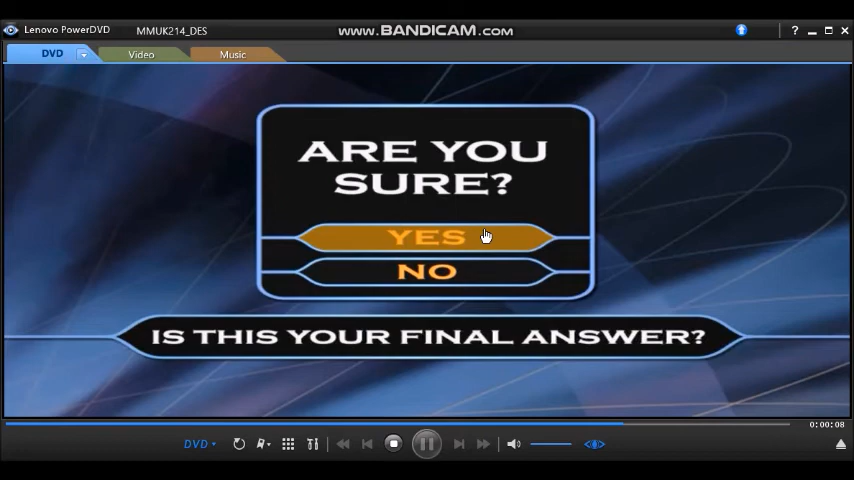 Lenovo PowerDVD
MMUK214_DES
www.BANDICAM.com
?
DVD
Video
Music
ARE YOU
SURE?
YES
NO
IS THIS YOUR FINAL ANSWER?
0:00:08
DVD